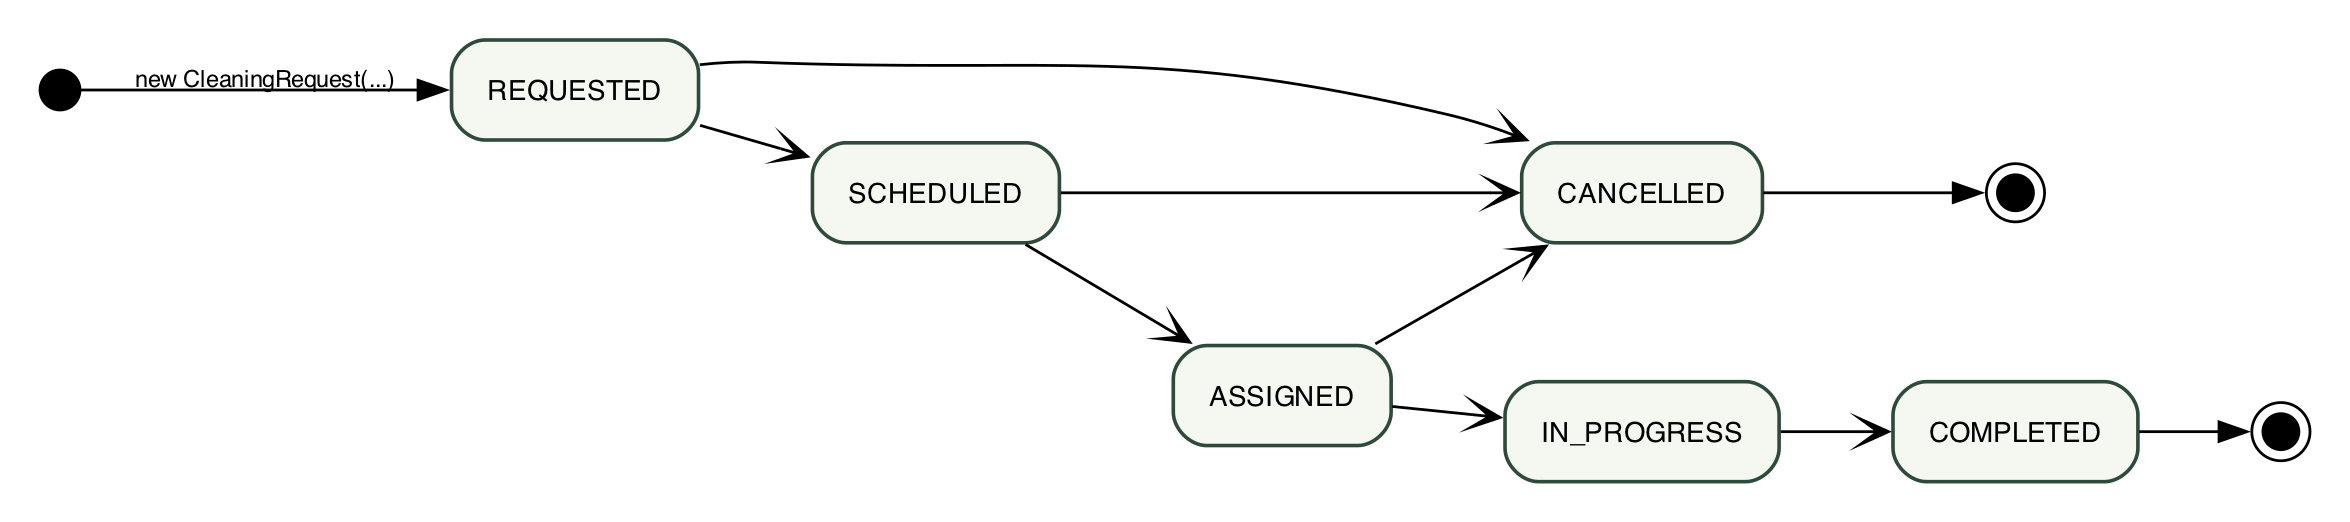 new CleaningRequest(...)
REQUESTED
SCHEDULED
CANCELLED
ASSIGNED
IN_PROGRESS
COMPLETED